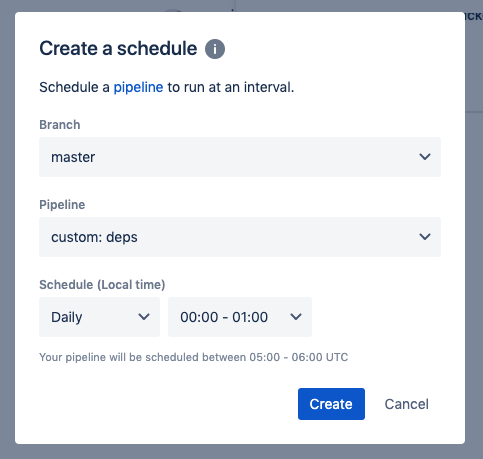 Create a schedule
Schedule a pipeline to run at an interval.
Branch
master
Pipeline
custom: deps
Schedule (Local time)
Daily 00:00 - 01:00
Your pipeline will be scheduled between 05:00 - 06:00 UTC
Create Cancel